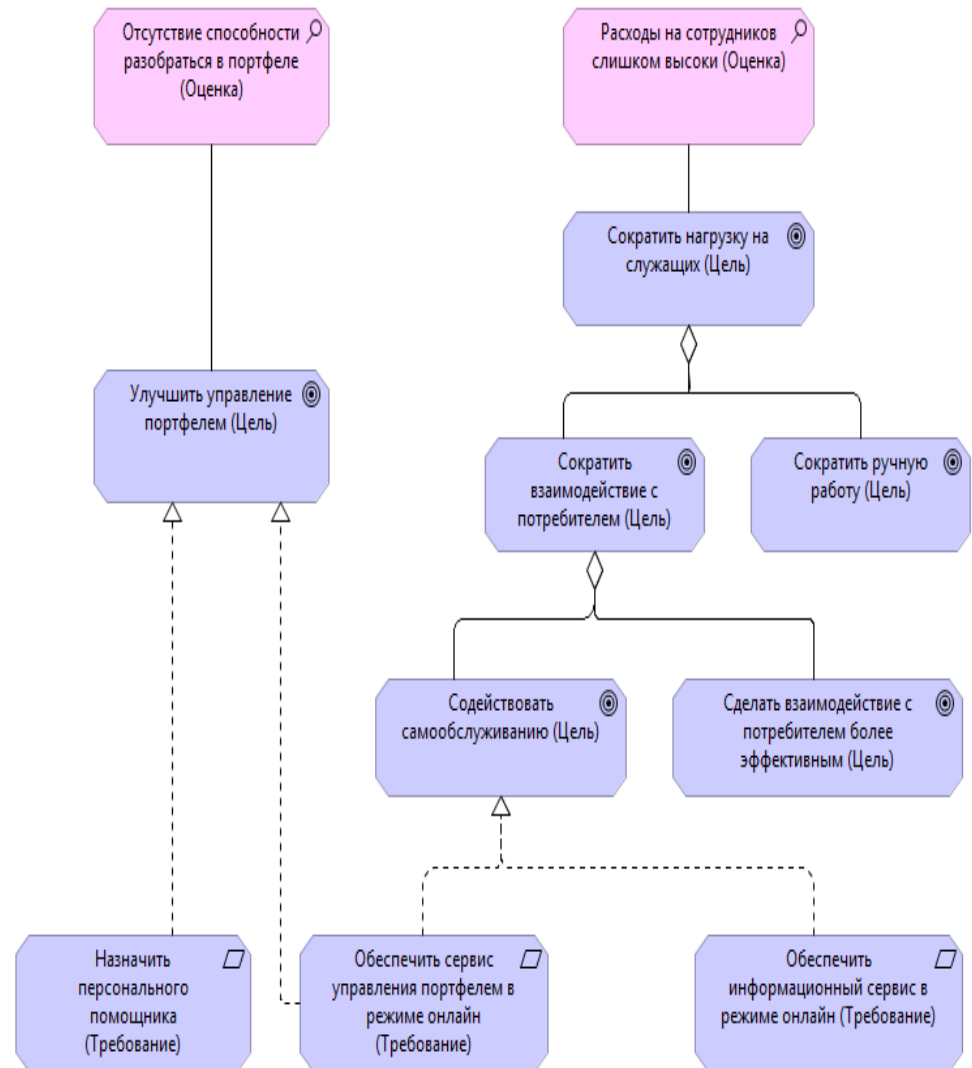 Отсутствие способности
разобраться в портфеле
(Оценка)
Расходы на сотрудников
слишком высоки (Оценка)
Сократить нагрузку на
служащих (Цель)
Улучшить управление
портфелем (Цель)
Сократить
взаимодействие с
потребителем (Цель)
Сократить ручную
работу (Цель)
Содействовать
самообслуживанию (Цель)
Сделать взаимодействие с
потребителем более
эффективным (Цель)
Назначить
персонального
помощника
(Требование)
Обеспечить сервис
управления портфелем в
режиме онлайн
(Требование)
Обеспечить
информационный сервис в
режиме онлайн (Требование)